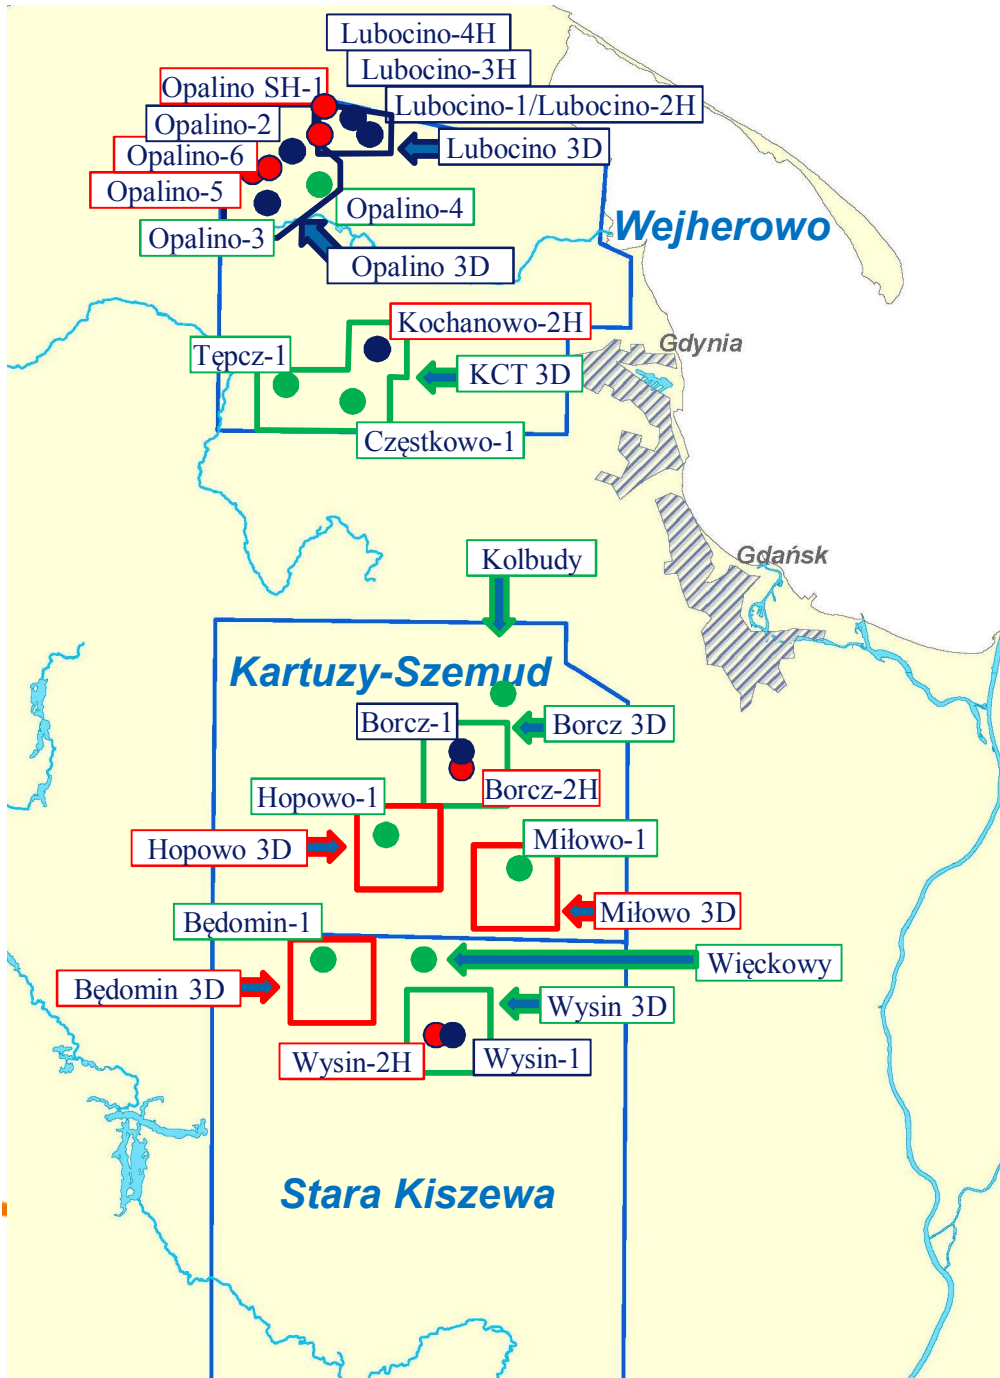 Lubocino-4H
Lubocino-3H
Opalino SH-1
Lubocino-1/Lubocino-2H
Opalino-2
Lubocino 3D
Opalino-6
Opalino-5
Opalino-4
Wejherowo
Opalino-3
Opalino 3D
Kochanowo-2H
Gdynia
Tępcz-1
KCT 3D
Częstkowo-1
Kolbudy
Gdańsk
Kartuzy-Szemud
Borcz-1
Borcz 3D
Hopowo-1
Borcz-2H
Hopowo 3D
Miłowo-1
Miłowo 3D
Będomin-1
Więckowy
Będomin 3D
Wysin 3D
Wysin-2H
Wysin-1
Stara Kiszewa